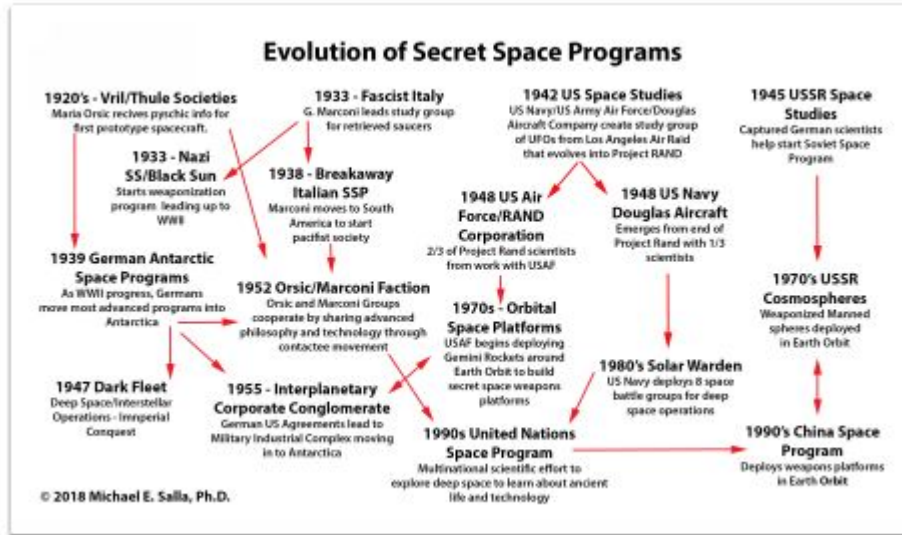 Evolution of Secret Space Programs
1920's - Vril/Thule Societies
Maria Orsic recives pyschic info for
first prototype spacecraft.
1933 - Fascist Italy
G. Marconi leads study group
for retrieved saucers
1942 US Space Studies
US Navy/US Army Air Force/Douglas
Aircraft Company create study group
of UFOs from Los Angeles Air Raid
that evolves into Project RAND
1945 USSR Space
Studies
Captured German scientists
help start Soviet Space
Program
1933 - Nazi
SS/Black Sun
Starts weaponization
program leading up to
WWII
1938 - Breakaway
Italian SSP
Marconi moves to South
America to start
pacifist society
1948 US Air
Force/RAND
Corporation
2/3 of Project Rand scientists
from work with USAF
1948 US Navy
Douglas Aircraft
Emerges from end of
Project Rand with 1/3
scientists
1939 German Antarctic
Space Programs
As WWII progress, Germans
move most advanced programs into
Antarctica
1952 Orsic/Marconi Faction
Orsic and Marconi Groups
cooperate by sharing advanced
philosophy and technology through
contactee movement
1970s - Orbital
Space Platforms
USAF begins deploying
Gemini Rockets around
Earth Orbit to build
secret space weapons
platforms
1970's USSR
Cosmospheres
Weaponized Manned
spheres deployed
in Earth Orbit
1947 Dark Fleet
Deep Space/Interstellar
Operations - Imnperial
Conquest
1955 - Interplanetary
Corporate Conglomerate
German US Agreements lead to
Military Industrial Complex moving
in to Antarctica
1980's Solar Warden
US Navy deploys 8 space
battle groups for deep
space operations
1990s United Nations
Space Program
Multinational scientific effort to
explore deep space to learn about ancient
life and technology
1990's China Space
Program
Deploys weapons platforms
in Earth Orbit
© 2018 Michael E. Salla, Ph.D.